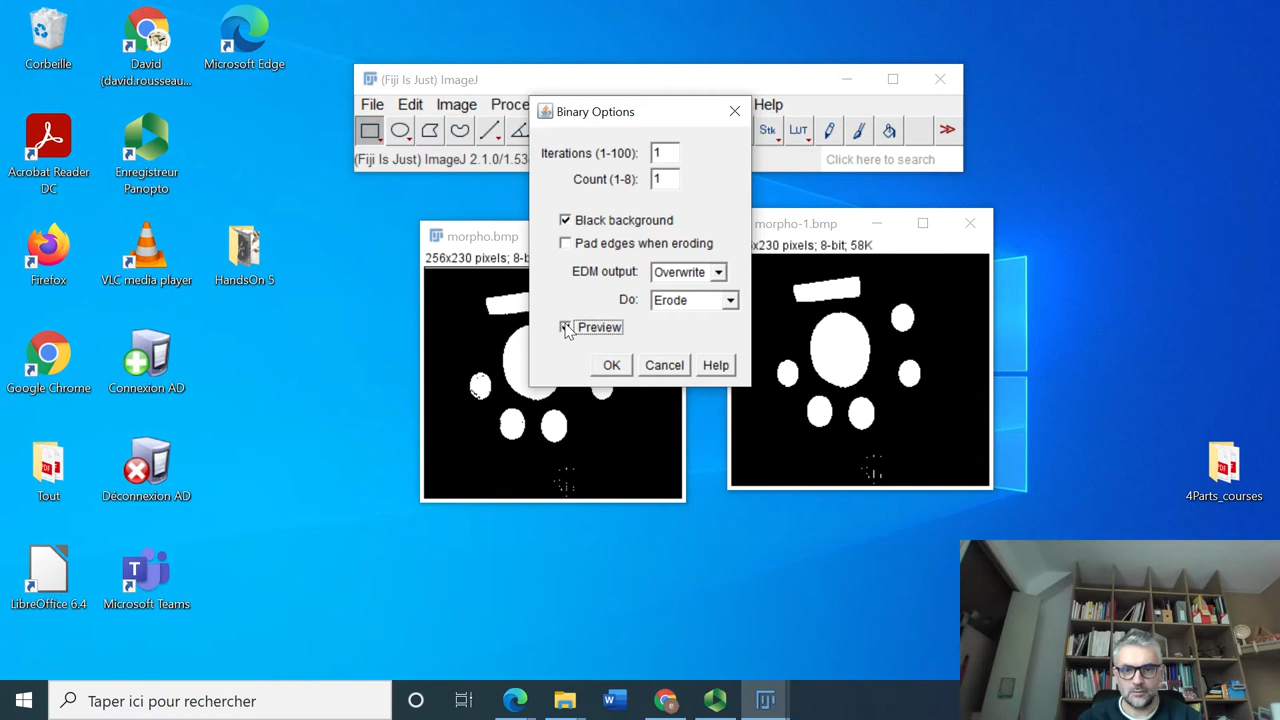 Corbeille
David
(david.rousseau...
Microsoft Edge
Acrobat Reader
DC
Enregistreur
Panopto
Firefox
VLC media player
HandsOn 5
Google Chrome
Connexion AD
Tout
Déconnexion AD
LibreOffice 6.4
Microsoft Teams
4Parts_courses
(Fiji Is Just) ImageJ
File Edit Image Proce Help
Stk LUT
(Fiji Is Just) ImageJ 2.1.0/1.53
Click here to search
Binary Options
Iterations (1-100): 1
Count (1-8): 1
Black background
Pad edges when eroding
EDM output: Overwrite
Do: Erode
Preview
OK Cancel Help
morpho.bmp
256x230 pixels; 8-b
morpho-1.bmp
x230 pixels; 8-bit; 58K
Taper ici pour rechercher